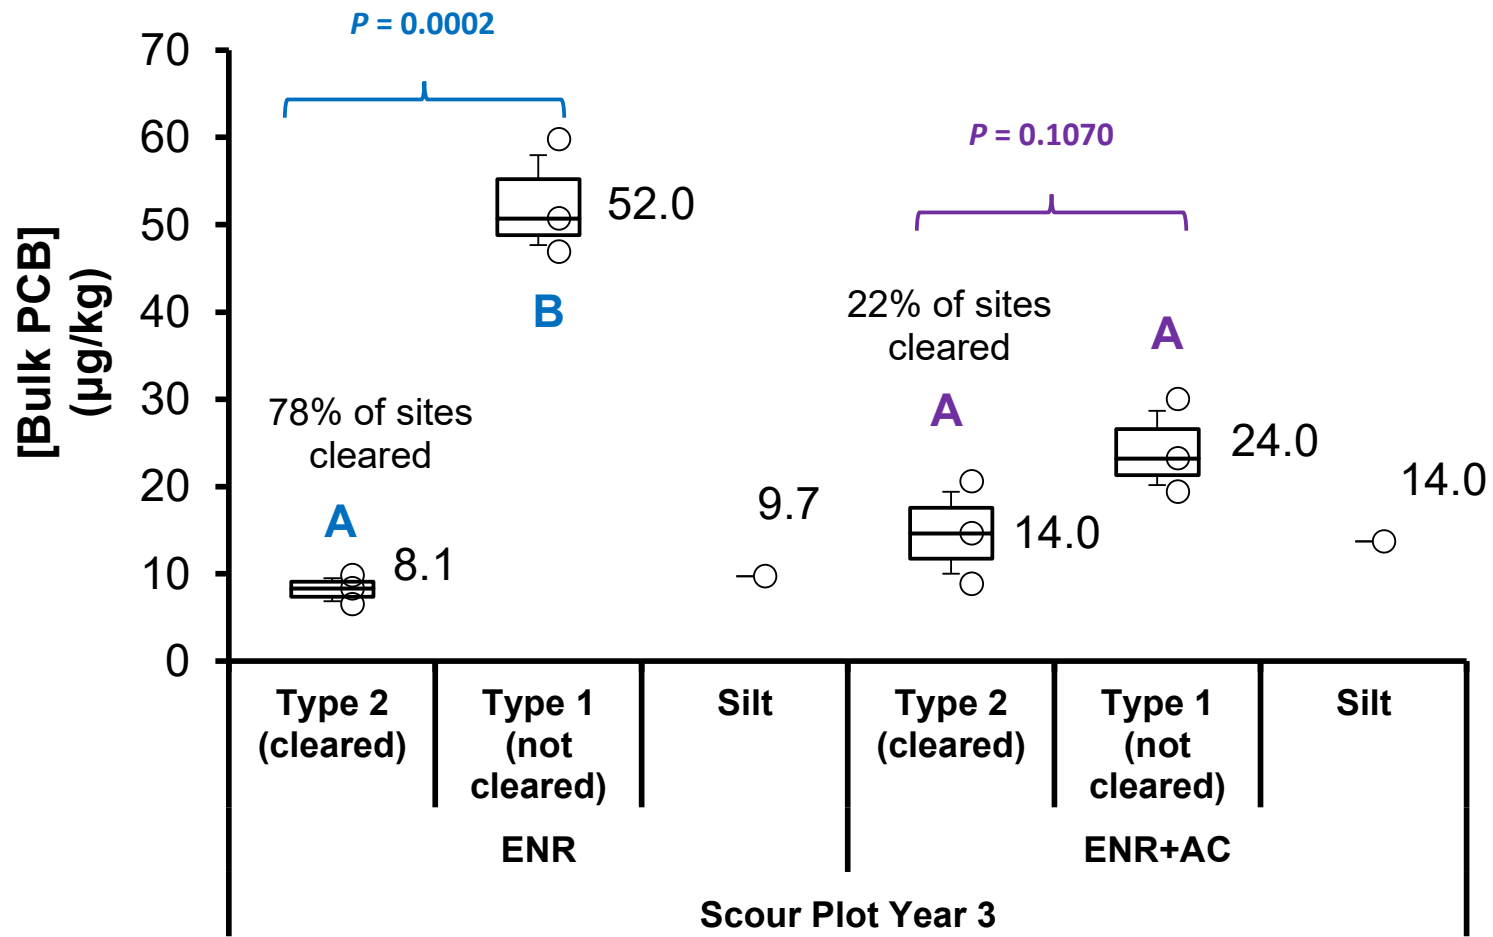 P = 0.0002
70
60
50
40
30
20
10
0
[Bulk PCB]
(µg/kg)
52.0
B
78% of sites
cleared
A
8.1
9.7
P = 0.1070
22% of sites
cleared
A
A
14.0
24.0
14.0
Type 2
(cleared)
Type 1
(not
cleared)
Silt
Type 2
(cleared)
Type 1
(not
cleared)
Silt
ENR
ENR+AC
Scour Plot Year 3